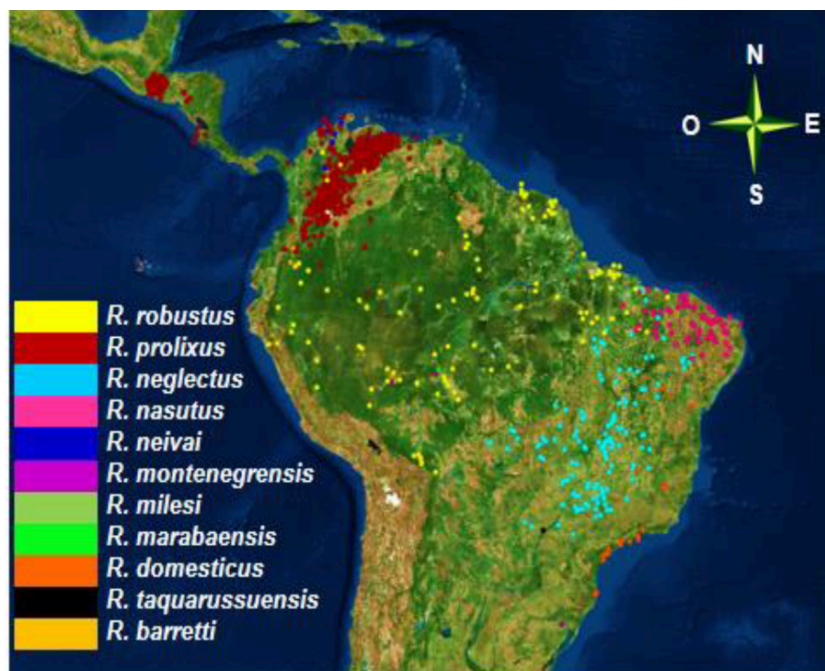 N
O E
S
R. robustus
R. prolixus
R. neglectus
R. nasutus
R. neivai
R. montenegrensis
R. milesi
R. marabaensis
R. domesticus
R. taquarussuensis
R. barretti